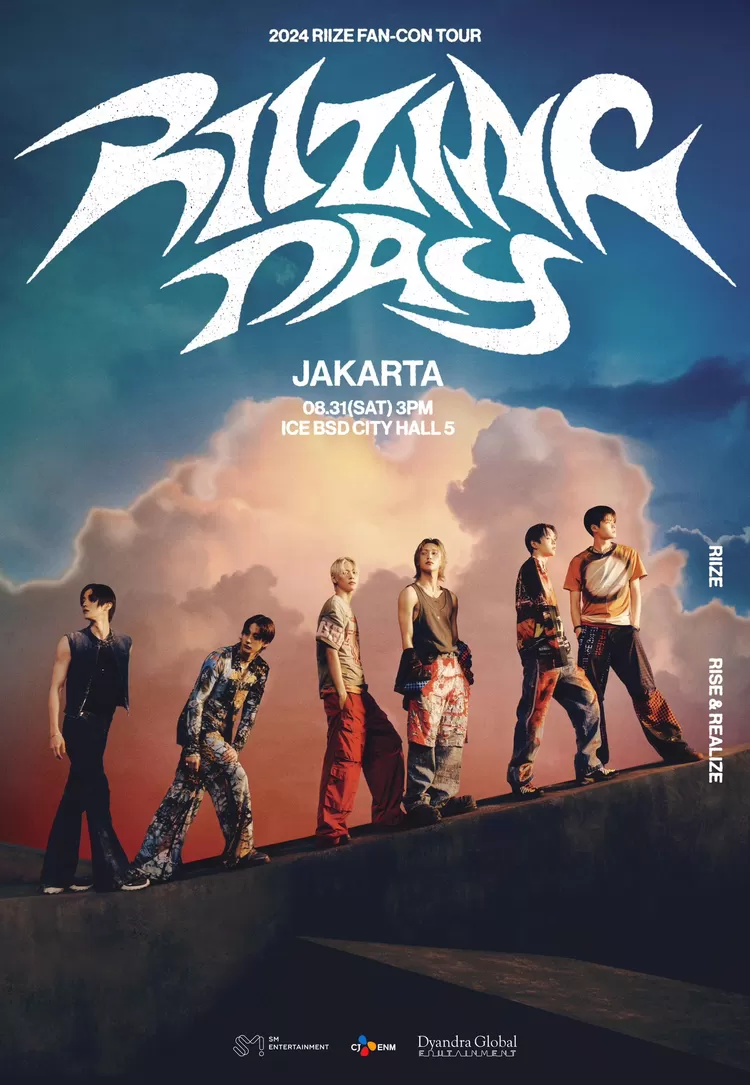 2024 RIIZE FAN-CON TOUR
RIIZING
DAY
JAKARTA
08.31(SAT) 3PM
ICE BSD CITY HALL 5
RIIZE
RISE & REALIZE
SM
ENTERTAINMENT
CJ ENM
Dyandra Global
EDUTAINMENT